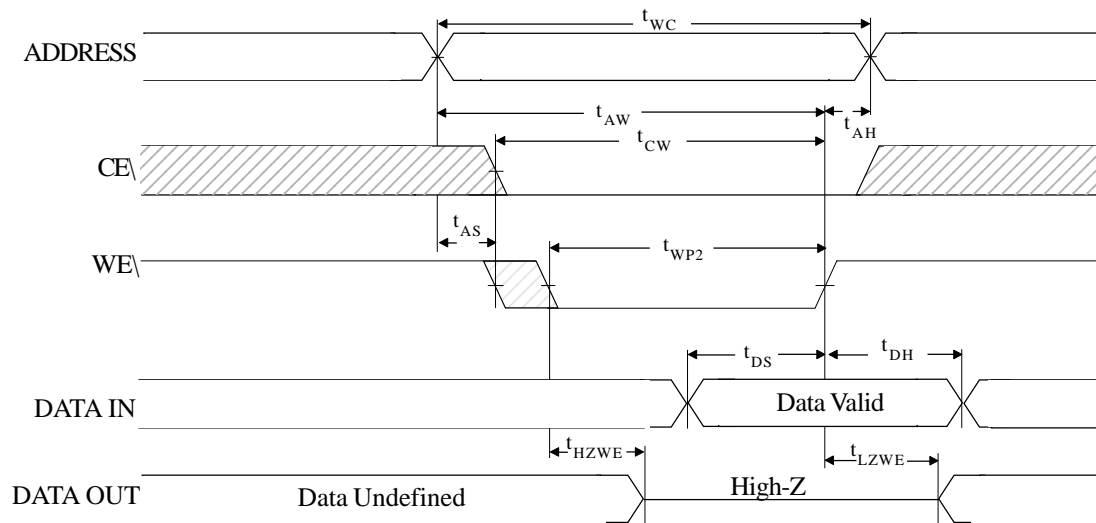 tWC
ADDRESS
tAW
tAH
tCW
CE\
tAS
tWP2
WE\
tDS
tDH
DATA IN
Data Valid
tHZWE
tLZWE
DATA OUT
Data Undefined
High-Z